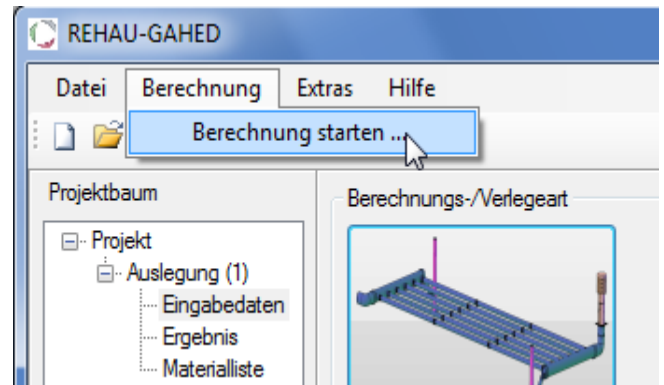 REHAU-GAHED
Datei Berechnung Extras Hilfe
Berechnung starten ...
Projektbaum
Berechnungs-/Verlegeart
Projekt
Auslegung (1)
Eingabedaten
Ergebnis
Materialliste